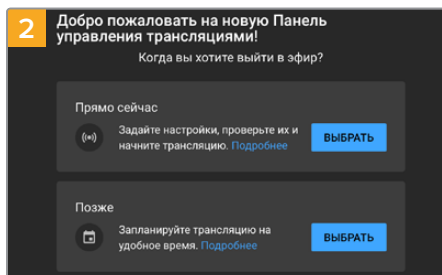 2
Добро пожаловать на новую Панель
управления трансляциями!
Когда вы хотите выйти в эфир?
Прямо сейчас
Задайте настройки, проверьте их и
начните трансляцию. Подробнее
ВЫБРАТЬ
Позже
Запланируйте трансляцию на
удобное время. Подробнее
ВЫБРАТЬ